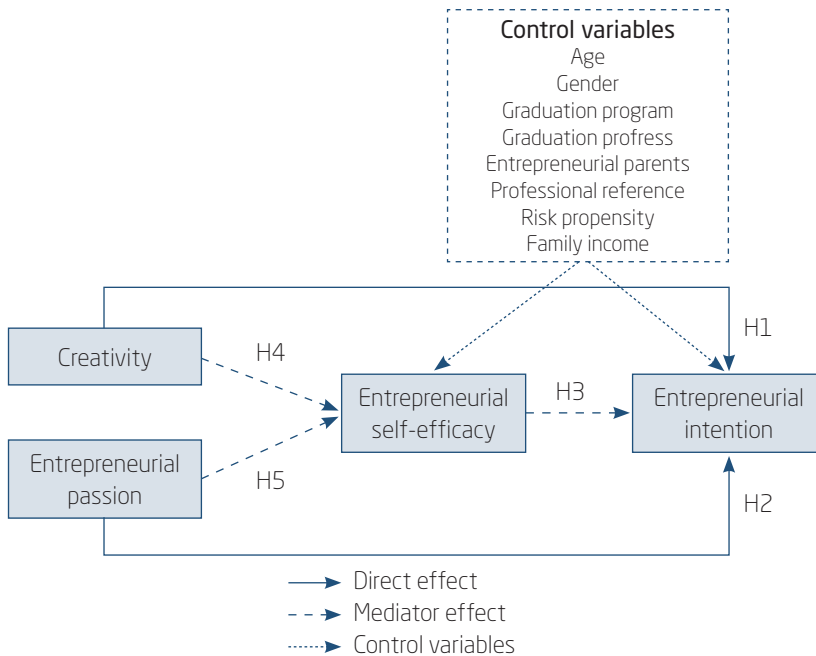 Control variables
Age
Gender
Graduation program
Graduation profress
Entrepreneurial parents
Professional reference
Risk propensity
Family income
H1
Creativity
H4
Entrepreneurial
self-efficacy
H3
Entrepreneurial
intention
Entrepreneurial
passion
H5
H2
Direct effect
Mediator effect
Control variables